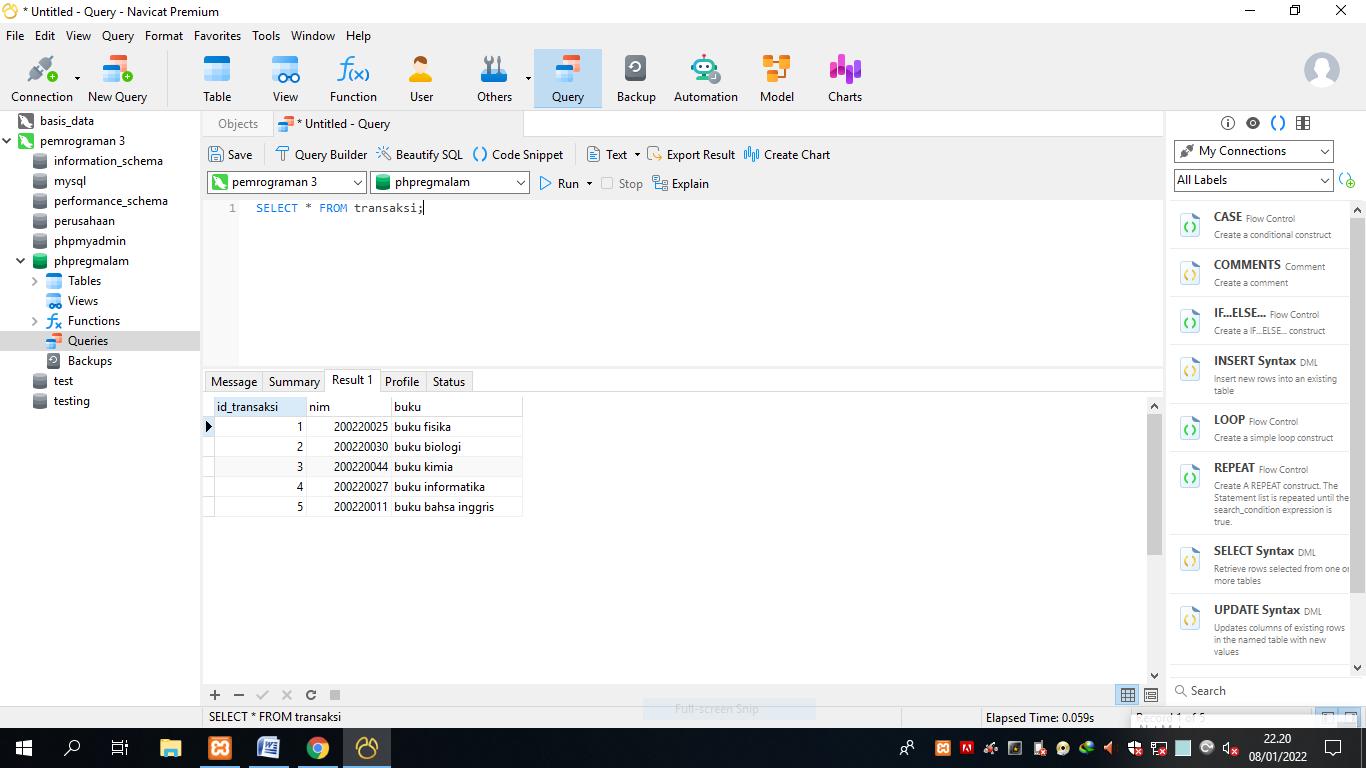 * Untitled - Query - Navicat Premium
File Edit View Query Format Favorites Tools Window Help
Connection New Query Table View Function User Others Query Backup Automation Model Charts
basis_data
pemrograman 3
information_schema
mysql
performance_schema
perusahaan
phpmyadmin
phpregmalam
Tables
Views
Functions
Queries
Backups
test
testing
Objects * Untitled - Query
Save Query Builder Beautify SQL Code Snippet Text Export Result Create Chart
pemrograman 3 phpregmalam Run Stop Explain
1 SELECT * FROM transaksi;
Message Summary Result 1 Profile Status
id_transaksi nim buku
1 200220025 buku fisika
2 200220030 buku biologi
3 200220044 buku kimia
4 200220027 buku informatika
5 200220011 buku bahsa inggris
My Connections
All Labels
CASE Flow Control
Create a conditional construct
COMMENTS Comment
Create a comment
IF...ELSE... Flow Control
Create a IF...ELSE... construct
INSERT Syntax DML
Insert new rows into an existing
table
LOOP Flow Control
Create a simple loop construct
REPEAT Flow Control
Create A REPEAT construct. The
Statement list is repeated until the
search_condition expression is
true.
SELECT Syntax DML
Retrieve rows selected from one or
more tables
UPDATE Syntax DML
Updates columns of existing rows
in the named table with new
values
Search
Full-screen Snip
SELECT * FROM transaksi Elapsed Time: 0.059s Record 1 of 5
22.20
08/01/2022